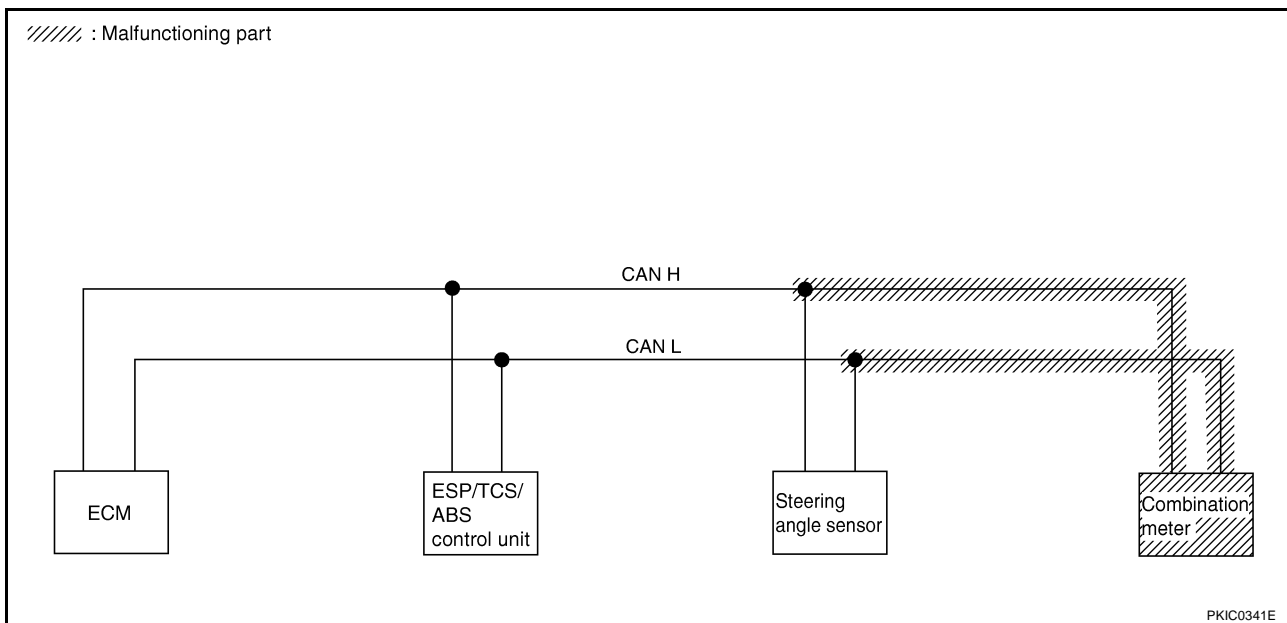 : Malfunctioning part
CAN H
CAN L
ECM
ESP/TCS/
ABS
control unit
Steering
angle sensor
Combination
meter
PKIC0341E